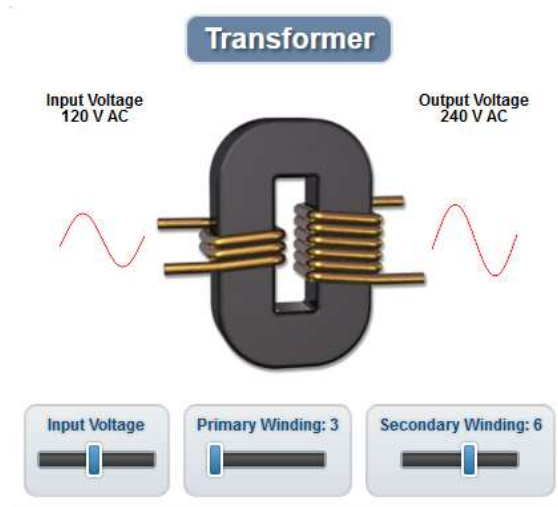 Transformer
Input Voltage
120 V AC
Output Voltage
240 V AC
Input Voltage
Primary Winding: 3
Secondary Winding: 6